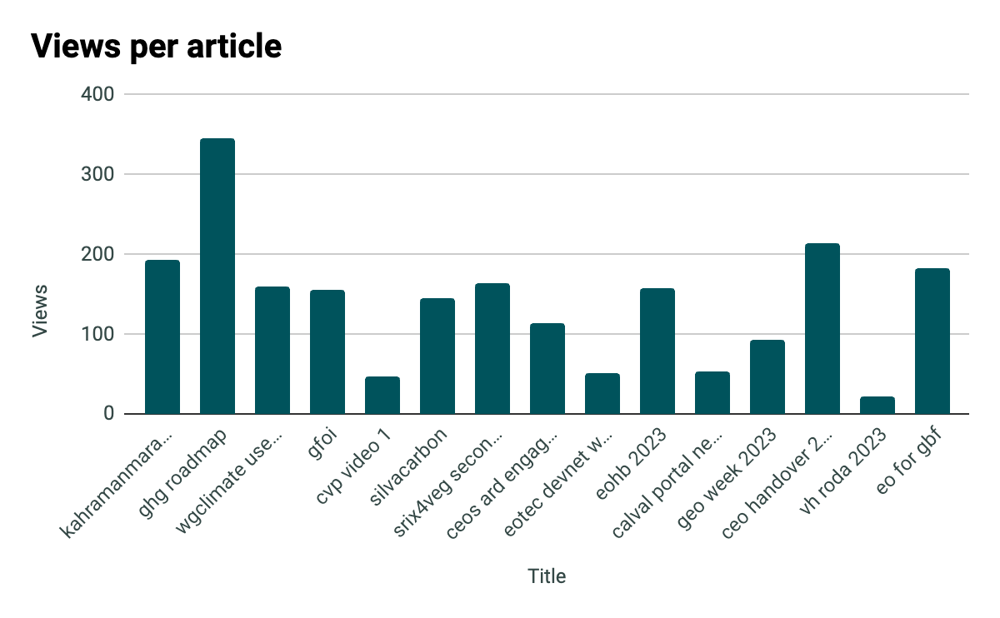 Views per article
400
300
200
100
0
Views
kahramanmara...
ghg roadmap
wgclimate use...
gfoi
cvp video 1
silvacarbon
srix4veg secon...
ceos ard engag...
eotec devnet w...
eohb 2023
calval portal ne...
geo week 2023
ceo handover 2...
vh roda 2023
eo for gbf
Title